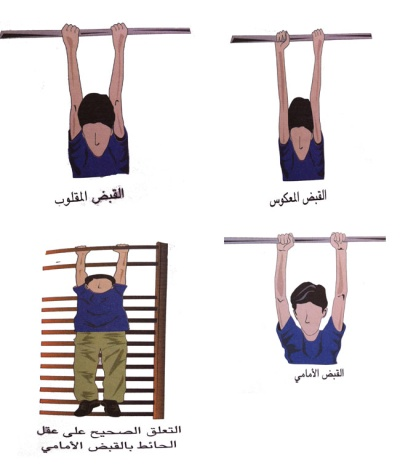 القبض المقلوب
القبض المعكوس
القبض الأمامي
التعلق الصحيح على عقل
الحائط بالقبض الأمامي